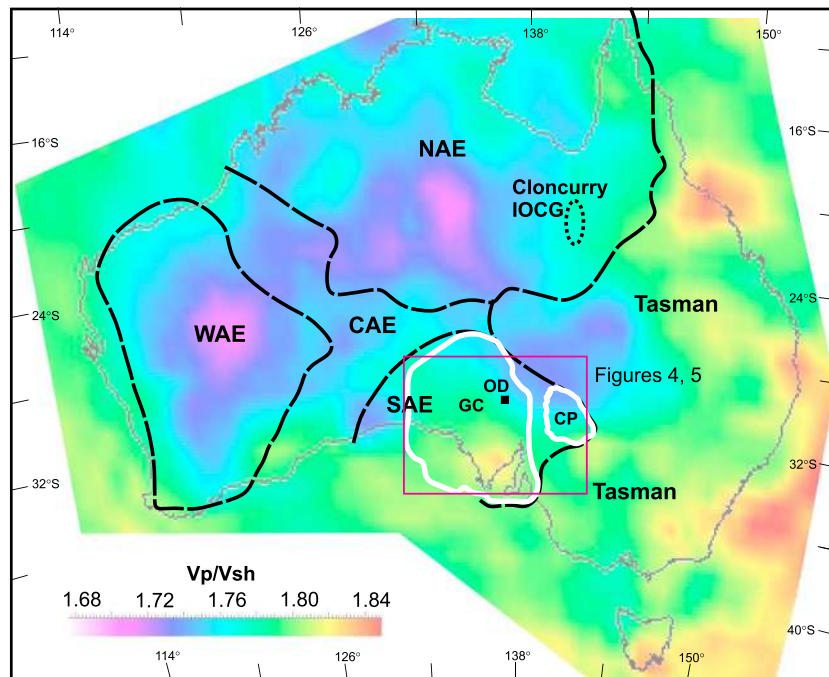 114° 126° 138° 150°
16°S 16°S
NAE
Cloncurry
IOCG
24°S 24°S
Tasman
CAE
WAE
Figures 4, 5
OD
SAE
GC
CP
32°S 32°S
Tasman
Vp/Vsh
1.68 1.72 1.76 1.80 1.84
40°S
114° 126° 138° 150°